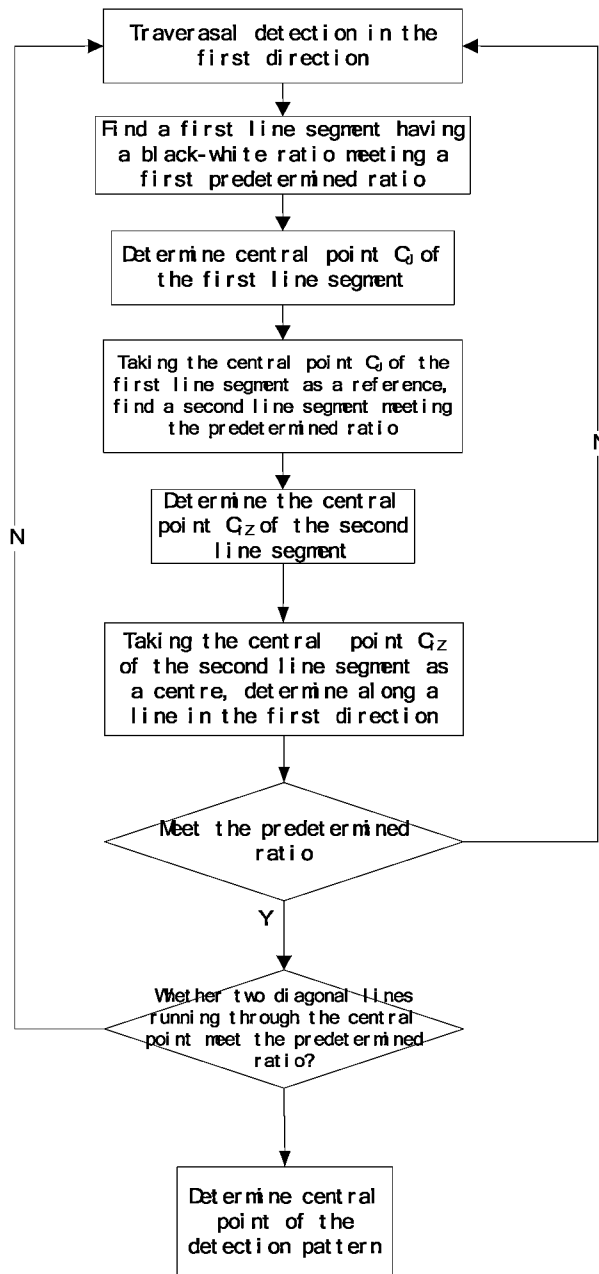 Traverasal detection in the
first direction
Find a first line segment having
a black-white ratio meeting a
first predetermined ratio
Determine central point C_iJ of
the first line segment
Taking the central point C_iJ of the
first line segment as a reference,
find a second line segment meeting
the predetermined ratio
Determine the central
point C_iZ of the second
line segment
N
N
Taking the central point C_iZ
of the second line segment as
a centre, determine along a
line in the first direction
Meet the predetermined
ratio
Y
Whether two diagonal lines
running through the central
point meet the predetermined
ratio?
Determine central
point of the
detection pattern